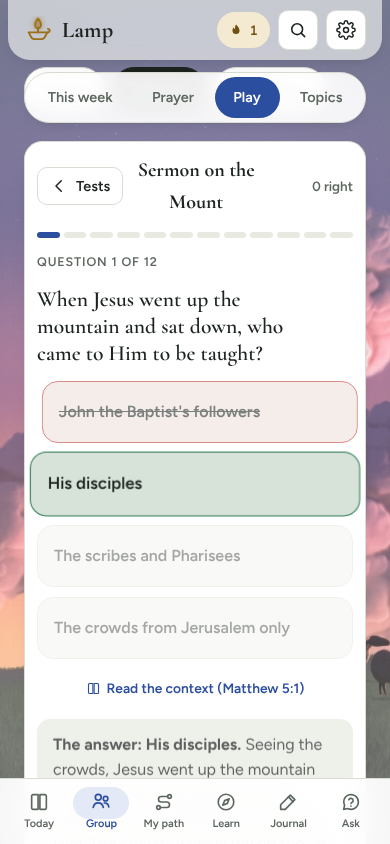 Lamp
1
This week
Prayer
Play
Topics
Tests
Sermon on the
Mount
0 right
QUESTION 1 OF 12
When Jesus went up the
mountain and sat down, who
came to Him to be taught?
John the Baptist's followers
His disciples
The scribes and Pharisees
The crowds from Jerusalem only
Read the context (Matthew 5:1)
The answer: His disciples. Seeing the
crowds, Jesus went up the mountain
Today
Group
My path
Learn
Journal
Ask